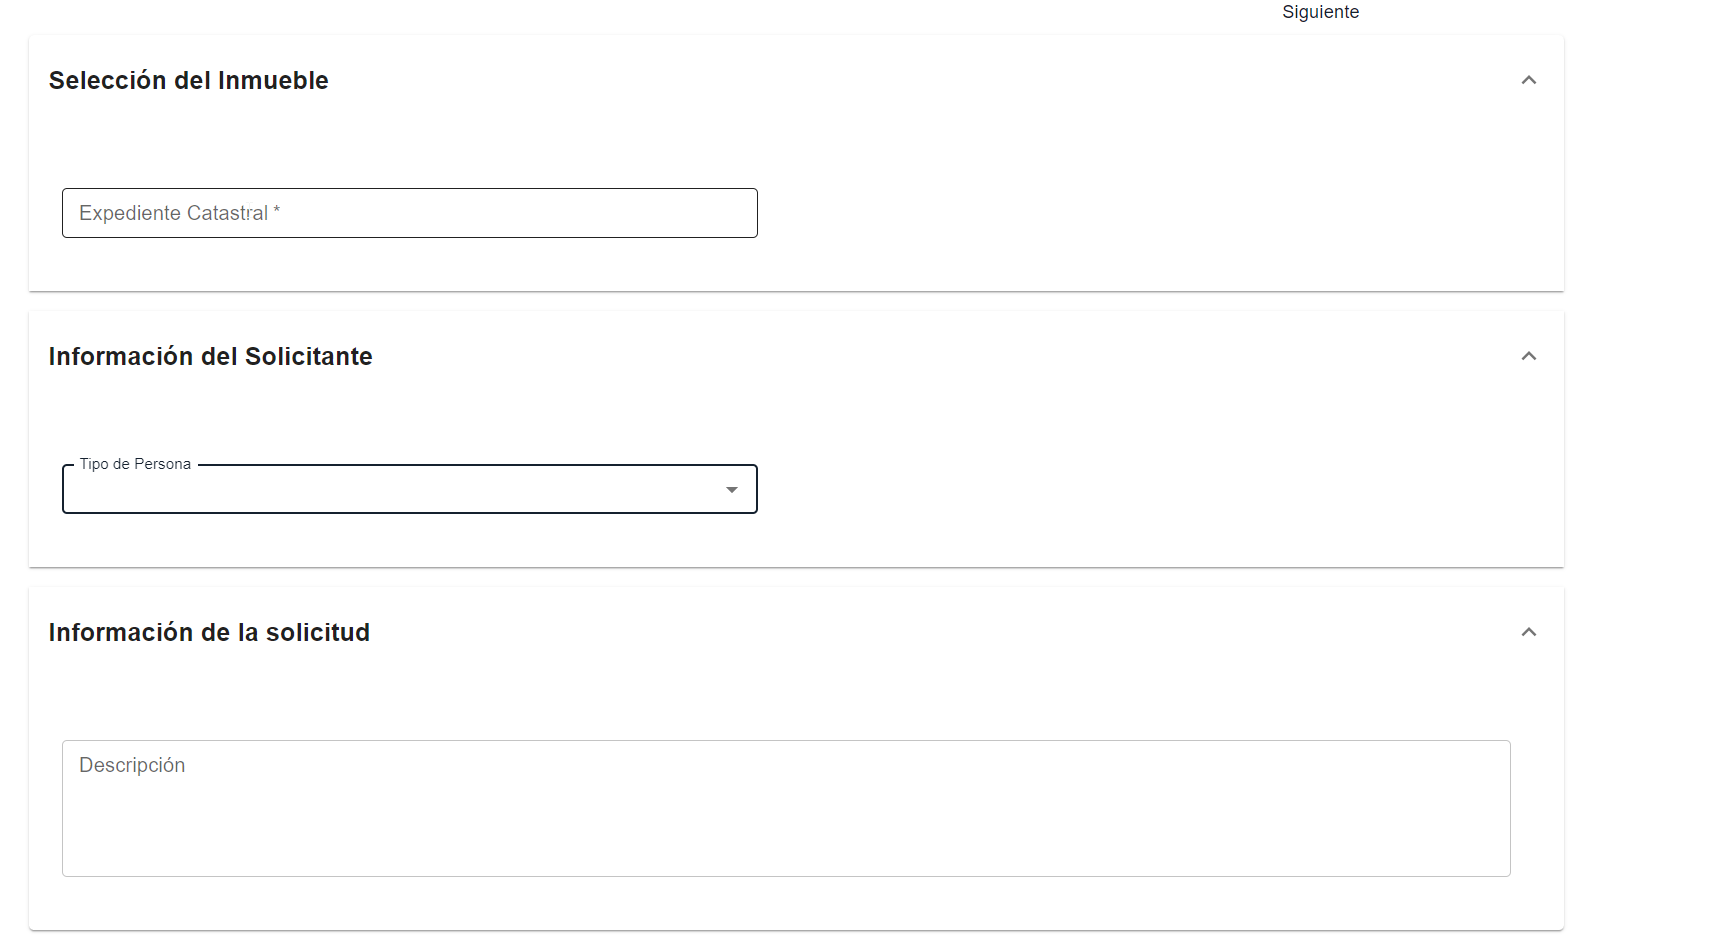 Siguiente
Selección del Inmueble
Expediente Catastral *
Información del Solicitante
Tipo de Persona
Información de la solicitud
Descripción